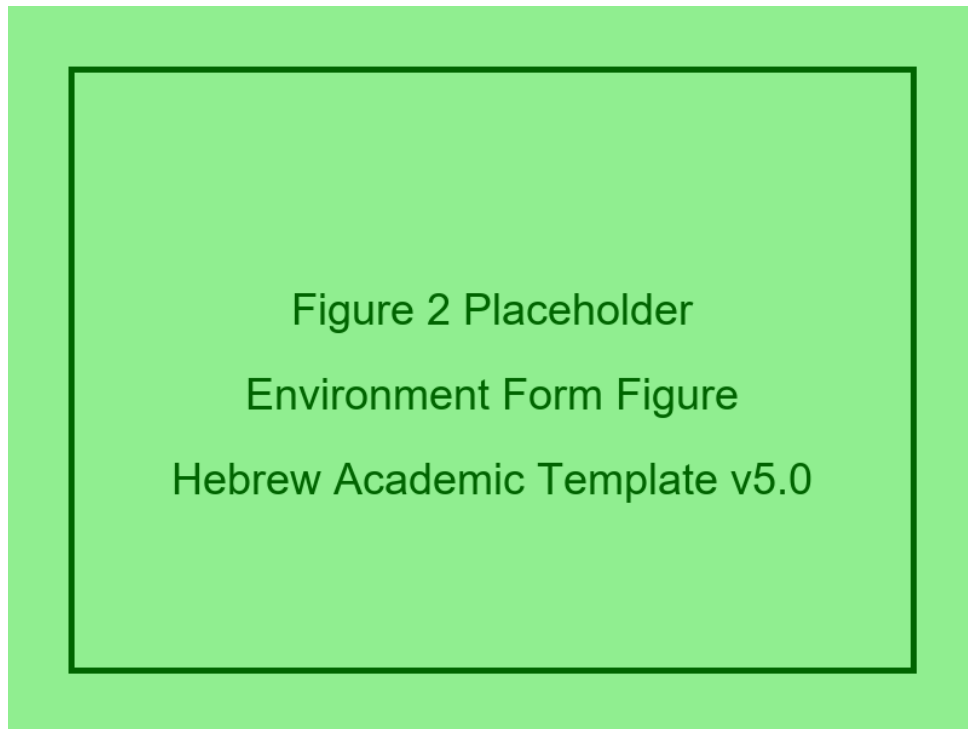 Figure 2 Placeholder
Environment Form Figure
Hebrew Academic Template v5.0